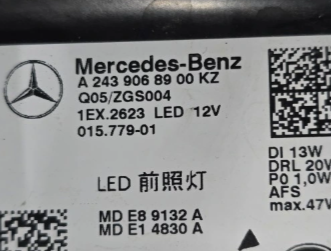 Mercedes-Benz
A 243 906 89 00 KZ
Q05/ZGS004
1EX.2623 LED 12V
015.779-01
DI 13W
DRL 20W
PO 1,0W
AFS
max.47W
LED 前照灯
MD E8 9132 A
MD E1 4830 A